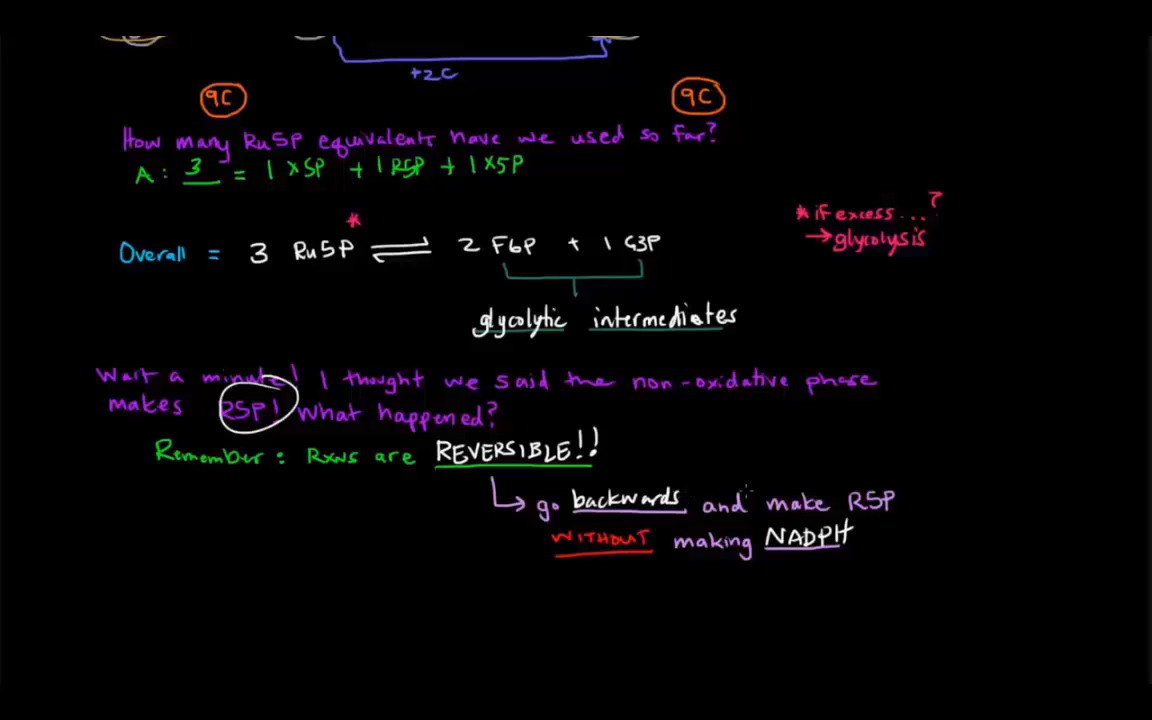 +2C
9C 9C
How many Ru5P equivalents have we used so far?
A: 3 = 1 X5P + 1 R5P + 1 X5P
* if excess...?
→ glycolysis
*
Overall = 3 Ru5P ⇌ 2 F6P + 1 G3P
glycolytic intermediates
Wait a minute! I thought we said the non-oxidative phase
makes R5P! What happened?
Remember: Rxns are REVERSIBLE!!
↳ go backwards and make R5P
WITHOUT making NADPH